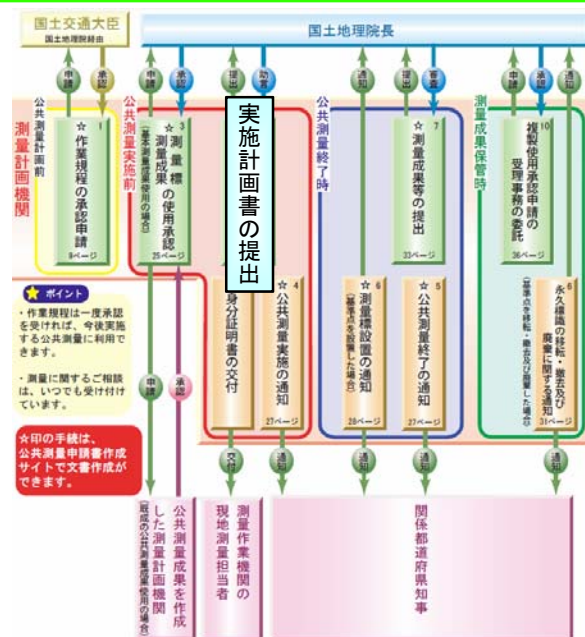 国土交通大臣
国土地理院経由
国土地理院長
申請
承認
申請
承認
提出
助言
通知
提出
審査
通知
申請
承認
通知
測量計画機関
公共測量計画前
1
☆作業規程の承認申請
9ページ
公共測量実施前
3
☆測量標
測量成果
の使用承認
(基本測量成果使用の場合)
25ページ
実施計画書の提出
身分証明書の交付
4
☆公共測量実施の通知
27ページ
公共測量終了時
6
☆測量標設置の通知
(基準点を設置した場合)
28ページ
7
☆測量成果等の提出
33ページ
5
☆公共測量終了の通知
27ページ
測量成果保管時
10
複製使用承認申請の
受理事務の委託
36ページ
6
永久標識の移転・撤去及び
廃棄に関する通知
(基準点を移転・撤去及び廃棄した場合)
31ページ
ポイント
・作業規程は一度承認
を受ければ、今後実施
する公共測量に利用で
きます。
・測量に関するご相談
は、いつでも受け付け
ています。
☆印の手続は、
公共測量申請書作成
サイトで文書作成が
できます。
申請
承認
交付
通知
通知
通知
通知
公共測量成果を作成
した測量計画機関
(既成の公共測量成果使用の場合)
測量作業機関の
現地測量担当者
関係都道府県知事